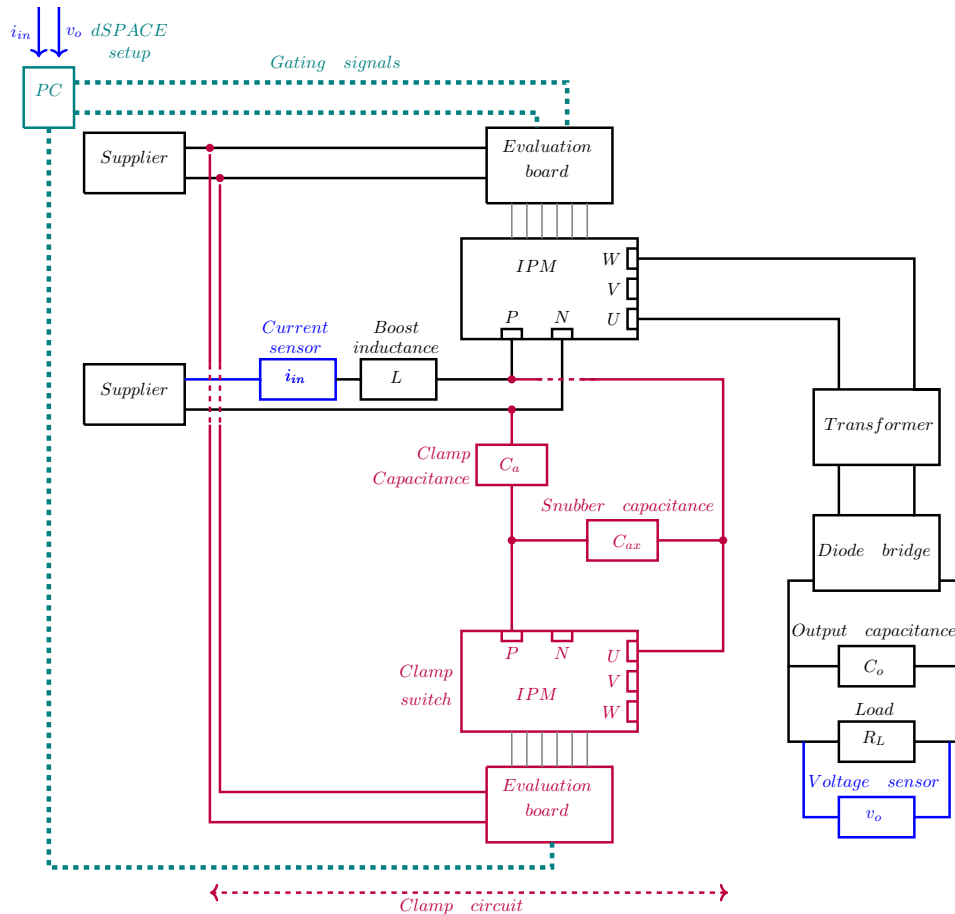 i_in
v_o
dSPACE
setup
Gating signals
PC
Supplier
Evaluation
board
IPM
W
V
U
P
N
Current
sensor
Boost
inductance
Supplier
i_in
L
Transformer
Clamp
Capacitance
C_a
Snubber capacitance
C_ax
Diode bridge
Output capacitance
C_o
Clamp
switch
P
N
U
V
W
IPM
Load
R_L
Voltage sensor
v_o
Evaluation
board
Clamp circuit